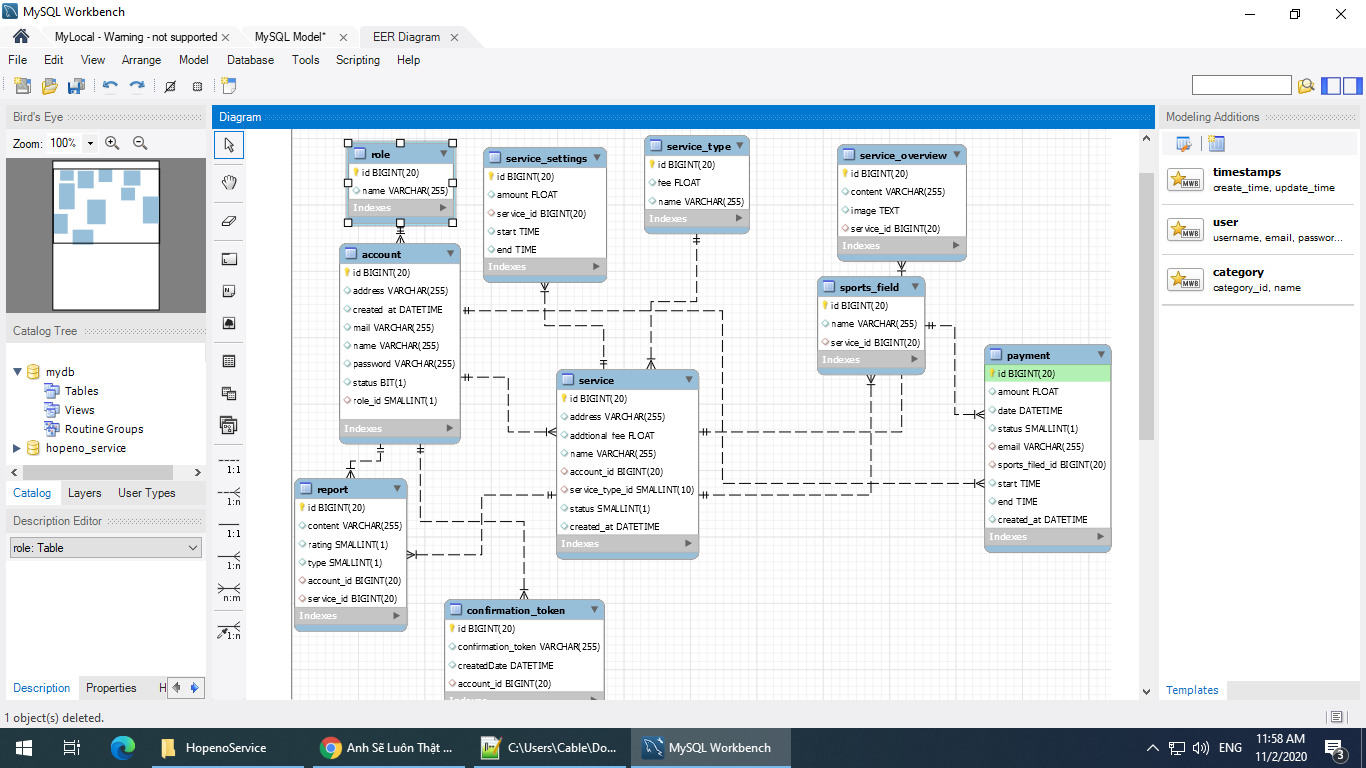 MySQL Workbench
MyLocal - Warning - not supported
MySQL Model*
EER Diagram
File Edit View Arrange Model Database Tools Scripting Help
Bird's Eye
Zoom: 100%
Catalog Tree
mydb
Tables
Views
Routine Groups
hopeno_service
Catalog Layers User Types
Description Editor
role: Table
Description Properties H
1 object(s) deleted.
Diagram
1:1
1:n
1:1
1:n
n:m
1:n
role
id BIGINT(20)
name VARCHAR(255)
Indexes
service_settings
id BIGINT(20)
amount FLOAT
service_id BIGINT(20)
start TIME
end TIME
Indexes
service_type
id BIGINT(20)
fee FLOAT
name VARCHAR(255)
Indexes
service_overview
id BIGINT(20)
content VARCHAR(255)
image TEXT
service_id BIGINT(20)
Indexes
account
id BIGINT(20)
address VARCHAR(255)
created_at DATETIME
mail VARCHAR(255)
name VARCHAR(255)
password VARCHAR(255)
status BIT(1)
role_id SMALLINT(1)
Indexes
sports_field
id BIGINT(20)
name VARCHAR(255)
service_id BIGINT(20)
Indexes
payment
id BIGINT(20)
amount FLOAT
date DATETIME
status SMALLINT(1)
email VARCHAR(255)
sports_filed_id BIGINT(20)
start TIME
end TIME
created_at DATETIME
Indexes
service
id BIGINT(20)
address VARCHAR(255)
addtional_fee FLOAT
name VARCHAR(255)
account_id BIGINT(20)
service_type_id SMALLINT(10)
status SMALLINT(1)
created_at DATETIME
Indexes
report
id BIGINT(20)
content VARCHAR(255)
rating SMALLINT(1)
type SMALLINT(1)
account_id BIGINT(20)
service_id BIGINT(20)
Indexes
confirmation_token
id BIGINT(20)
confirmation_token VARCHAR(255)
createdDate DATETIME
account_id BIGINT(20)
Indexes
Modeling Additions
timestamps
create_time, update_time
user
username, email, passwor...
category
category_id, name
MWB
MWB
MWB
Templates
HopenoService
Anh Sẽ Luôn Thật ...
C:\Users\Cable\Do...
MySQL Workbench
ENG
11:58 AM
11/2/2020
3